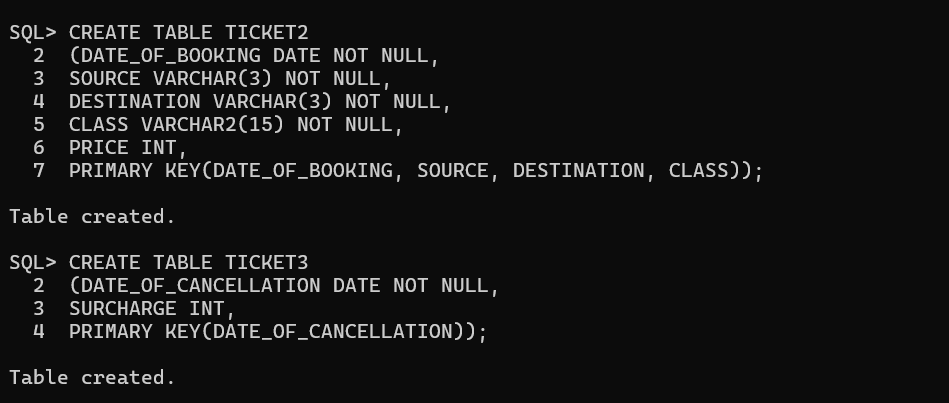 SQL> CREATE TABLE TICKET2
  2  (DATE_OF_BOOKING DATE NOT NULL,
  3  SOURCE VARCHAR(3) NOT NULL,
  4  DESTINATION VARCHAR(3) NOT NULL,
  5  CLASS VARCHAR2(15) NOT NULL,
  6  PRICE INT,
  7  PRIMARY KEY(DATE_OF_BOOKING, SOURCE, DESTINATION, CLASS));
Table created.
SQL> CREATE TABLE TICKET3
  2  (DATE_OF_CANCELLATION DATE NOT NULL,
  3  SURCHARGE INT,
  4  PRIMARY KEY(DATE_OF_CANCELLATION));
Table created.